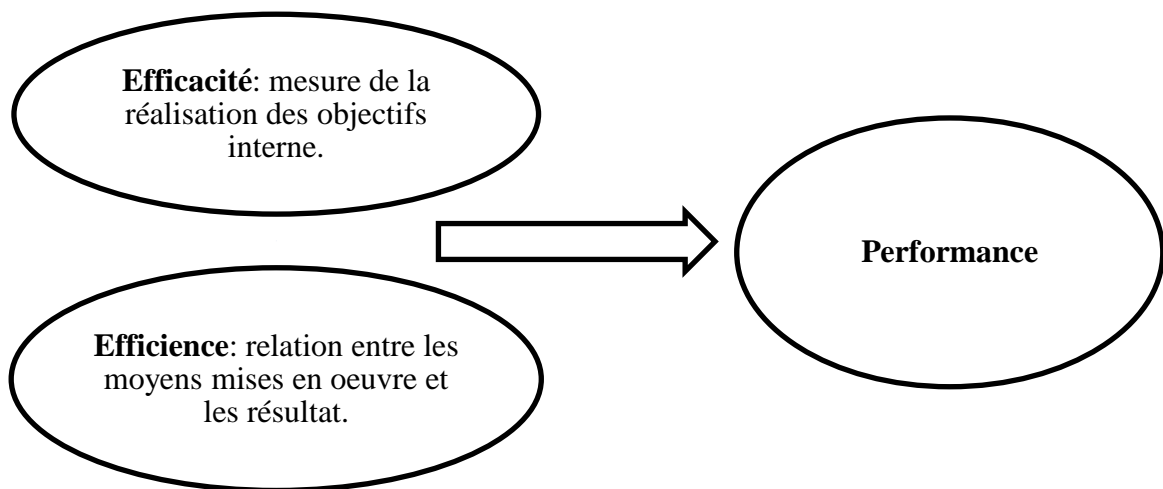 Efficacité: mesure de la
réalisation des objectifs
interne.
Efficience: relation entre les
moyens mises en oeuvre et
les résultat.
Performance